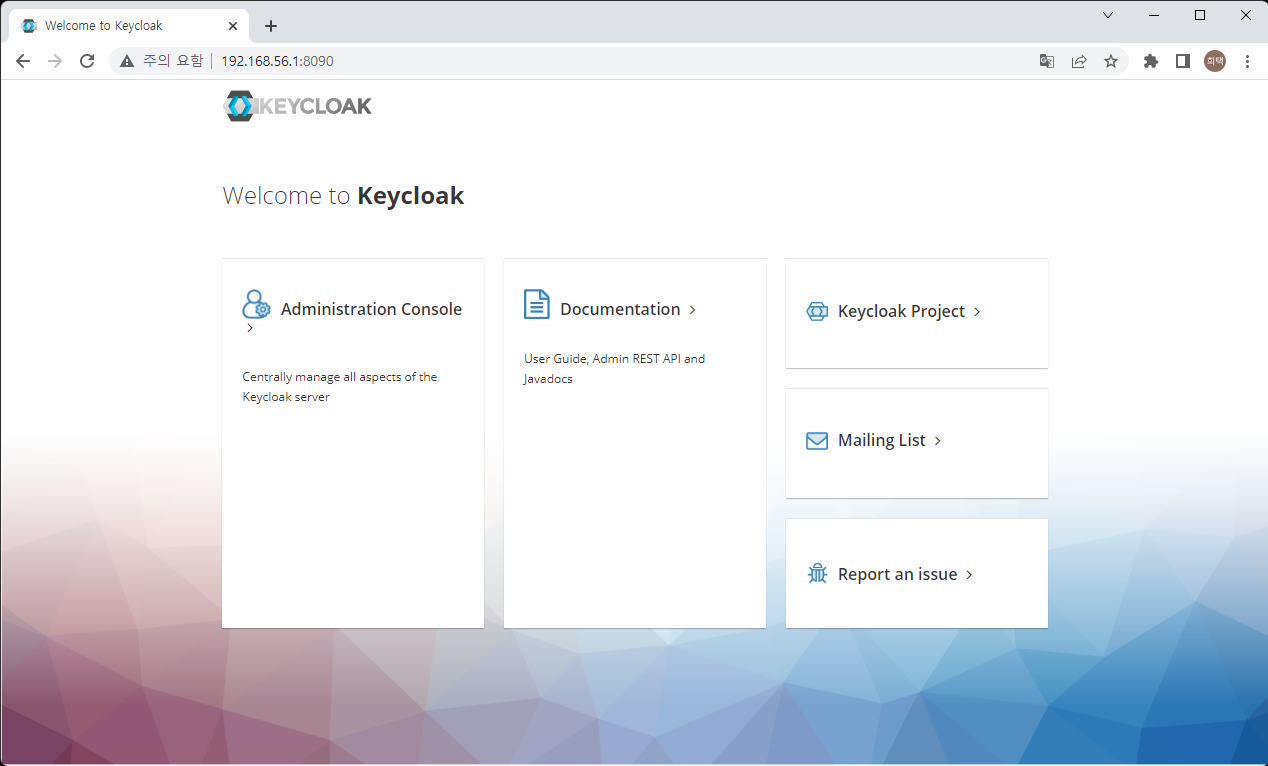 Welcome to Keycloak
주의 요함 192.168.56.1:8090
희택
KEYCLOAK
Welcome to Keycloak
Administration Console
Centrally manage all aspects of the
Keycloak server
Documentation
User Guide, Admin REST API and
Javadocs
Keycloak Project
Mailing List
Report an issue